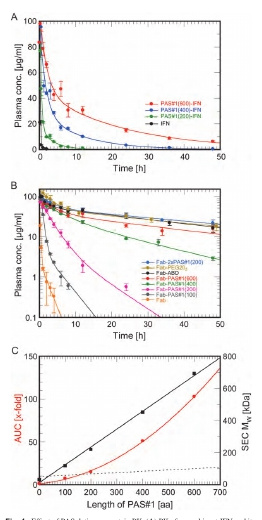 A
Plasma conc. [μg/ml]
100
80
60
40
20
0
PAS#1(600)-IFN
PAS#1(400)-IFN
PAS#1(200)-IFN
IFN
0 10 20 30 40 50
Time [h]
B
Plasma conc. [μg/ml]
100
10
1
0.1
Fab-2xPAS#1(200)
Fab-ABD
Fab-PAS#1(600)
Fab-PAS#1(400)
Fab-PAS#1(200)
Fab-PAS#1(100)
Fab
0 10 20 30 40 50
Time [h]
C
AUC [x-fold]
150
100
50
0
SEC MW [kDa]
800
700
600
500
400
300
200
100
0
0 100 200 300 400 500 600 700
Length of PAS#1 [aa]